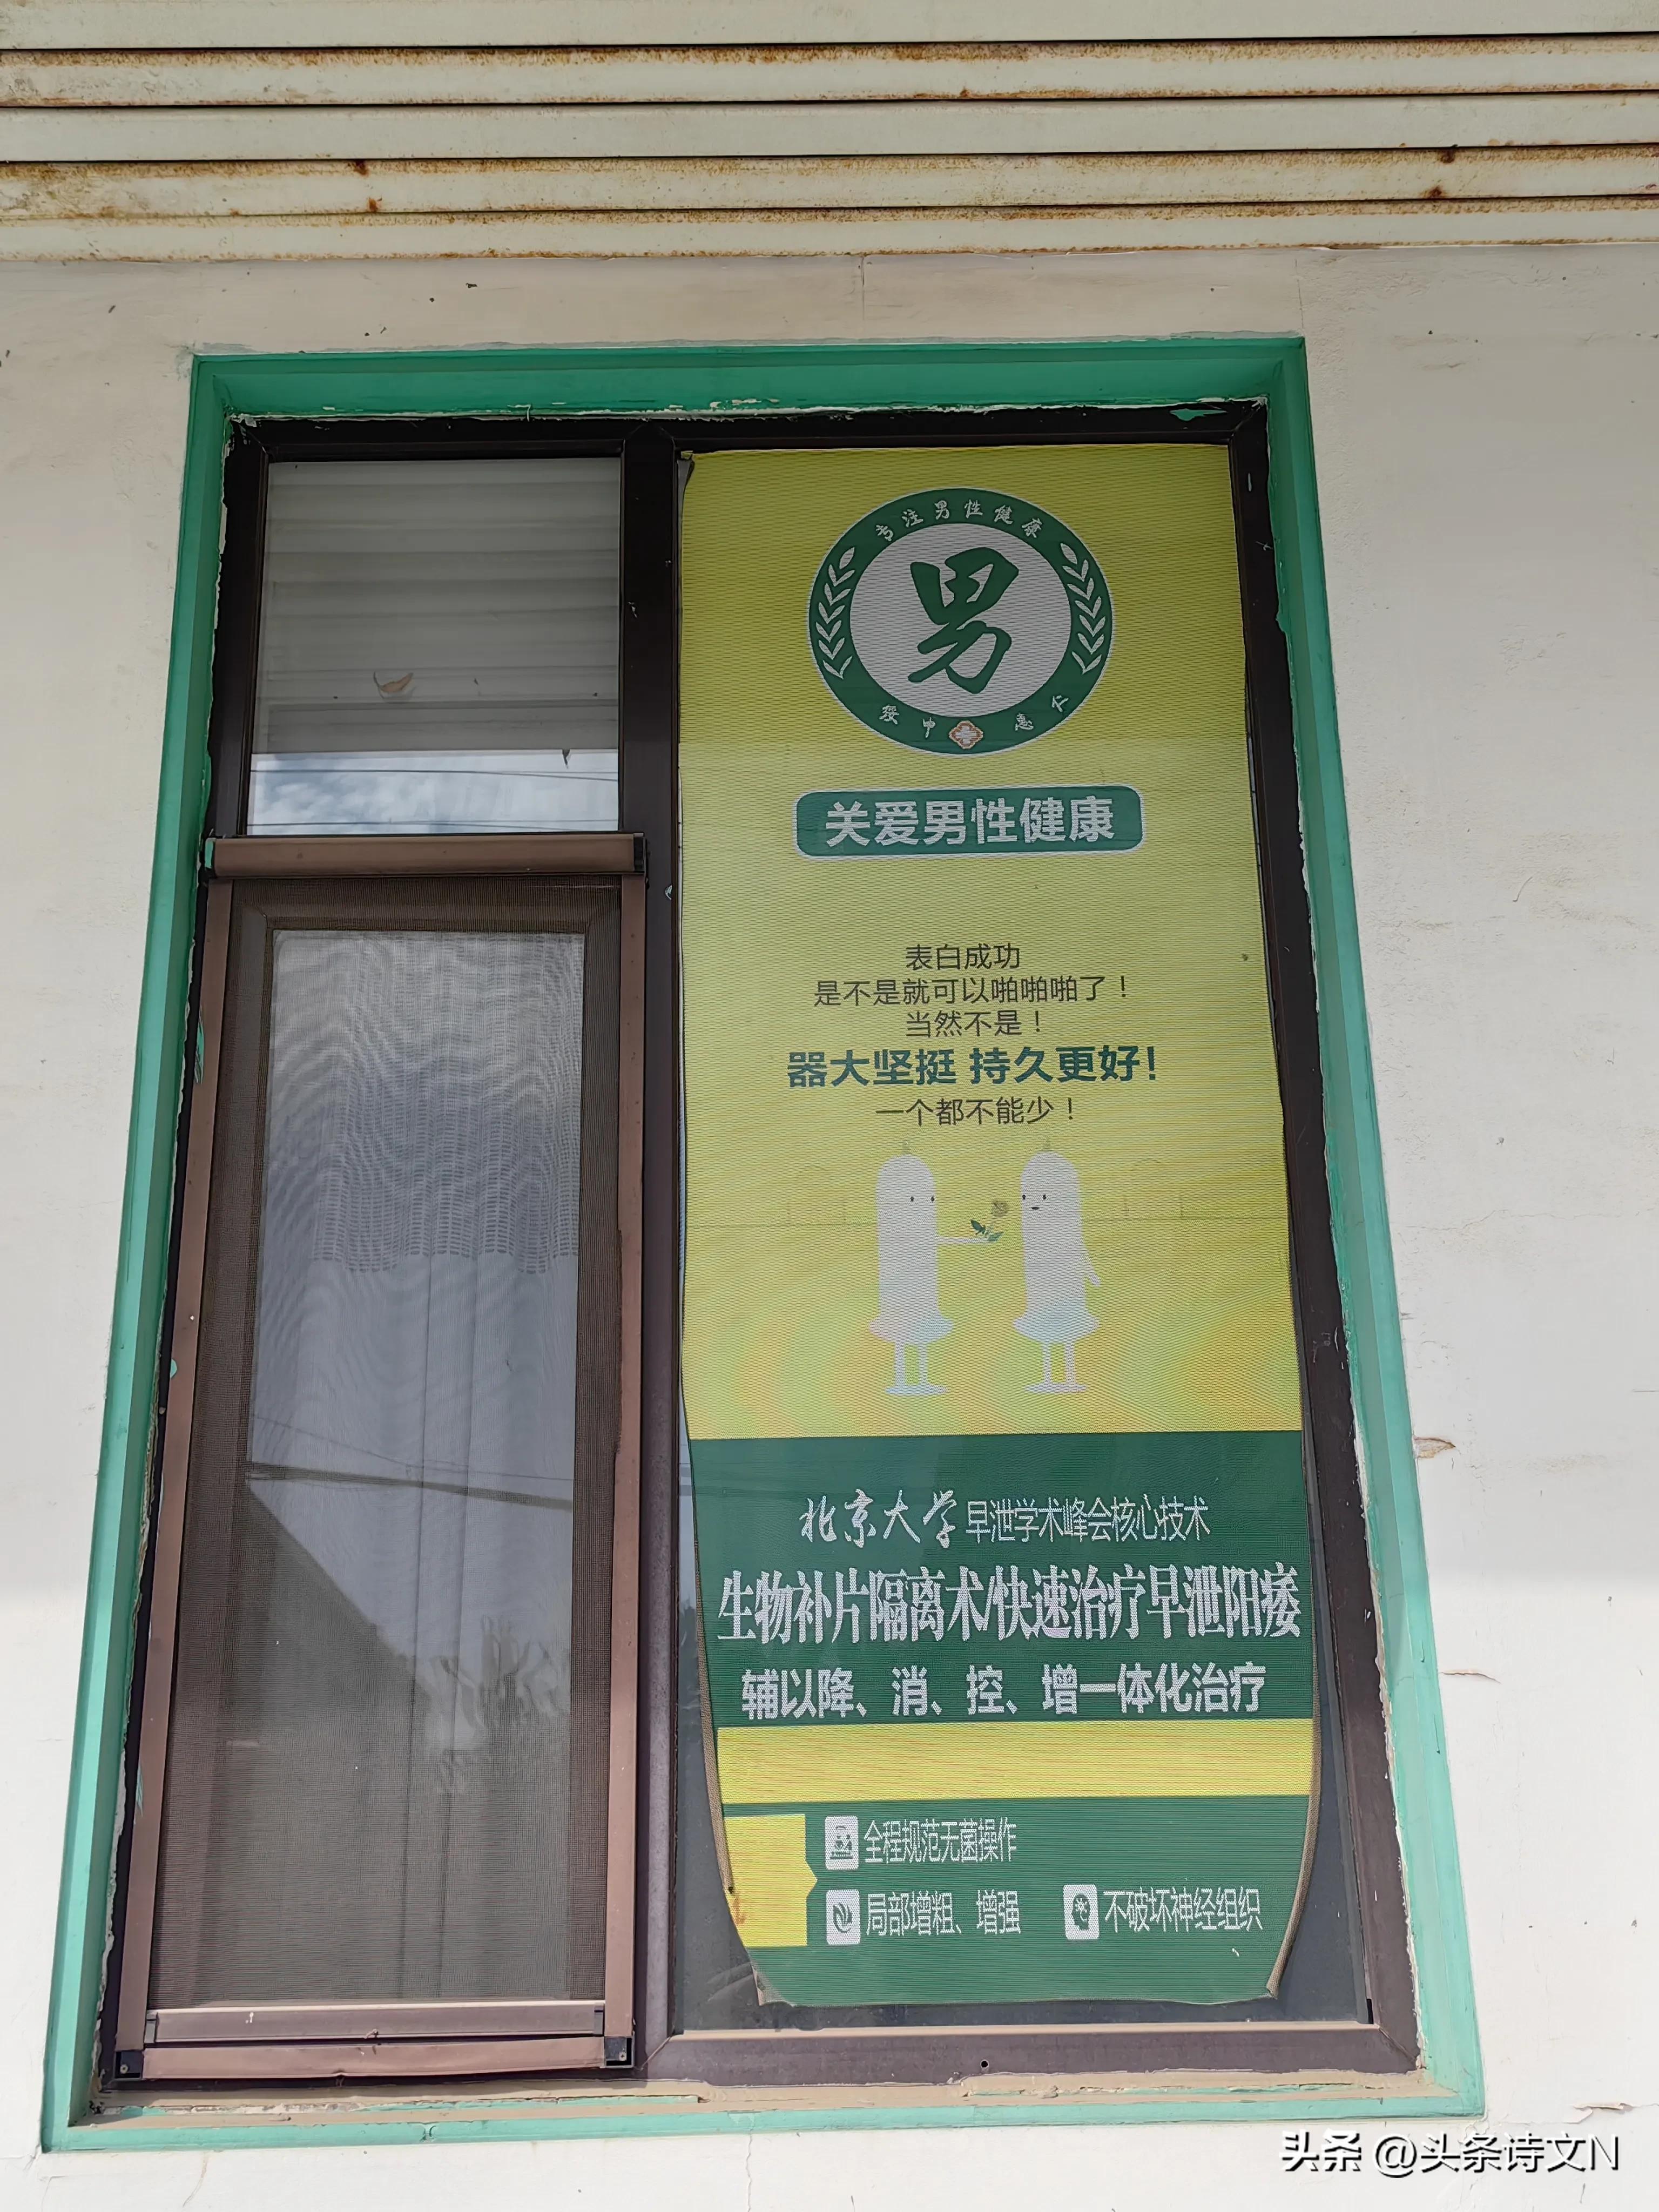 专注男性健康
男
绥中 惠仁
关爱男性健康
表白成功
是不是就可以啪啪啪了！
当然不是！
器大坚挺 持久更好！
一个都不能少！
北京大学早泄学术峰会核心技术
生物补片隔离术/快速治疗早泄阳痿
辅以降、消、控、增一体化治疗
全程规范无菌操作
局部增粗、增强
不破坏神经组织
头条 @头条诗文N